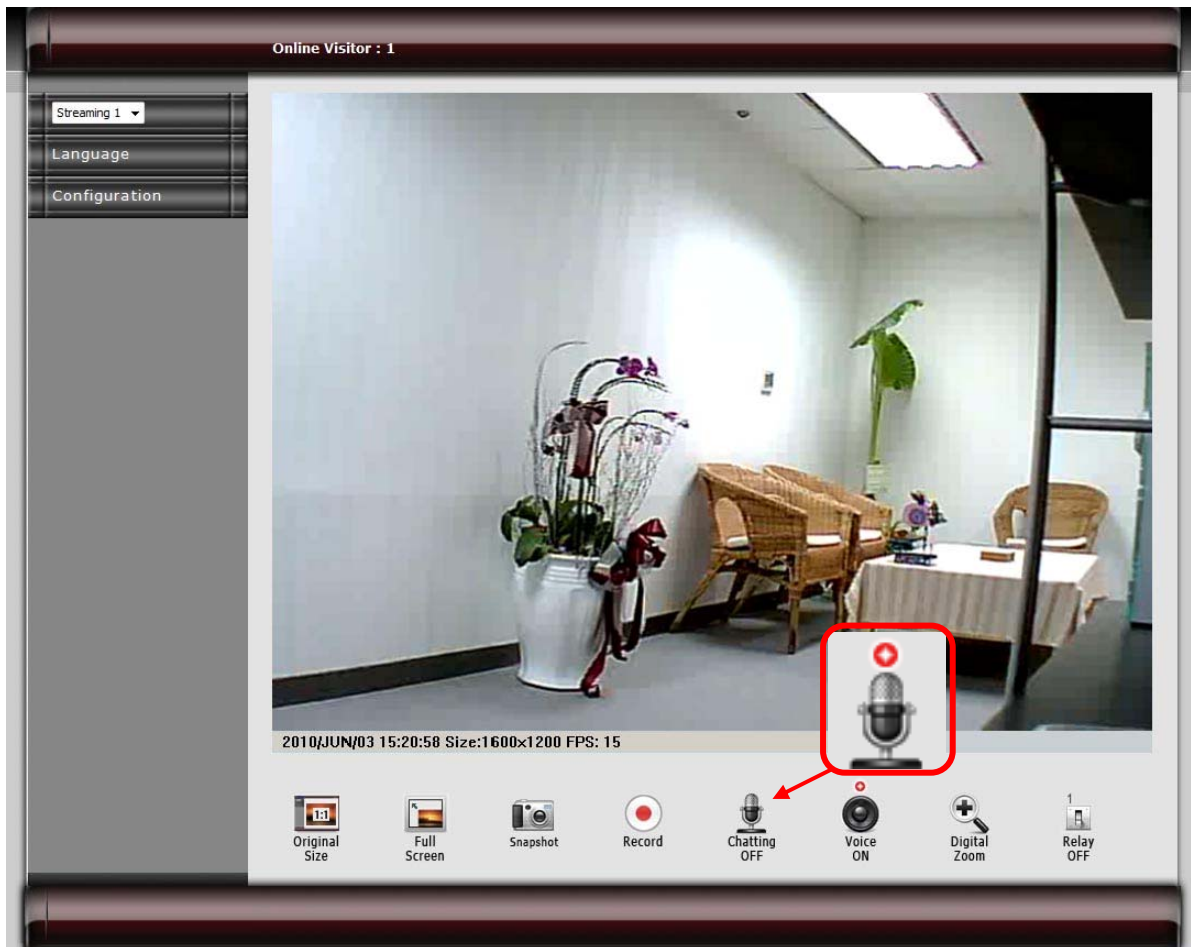 Online Visitor : 1
Streaming 1
Language
Configuration
2010/JUN/03 15:20:58 Size:1600x1200 FPS: 15
1:1
Original
Size
Full
Screen
Snapshot
Record
Chatting
OFF
Voice
ON
Digital
Zoom
1
Relay
OFF